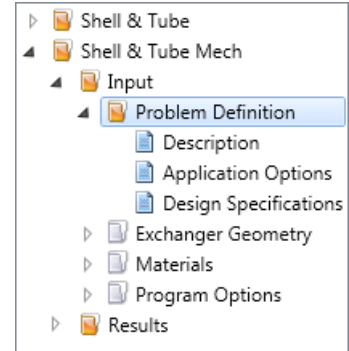 Shell & Tube
Shell & Tube Mech
Input
Problem Definition
Description
Application Options
Design Specifications
Exchanger Geometry
Materials
Program Options
Results